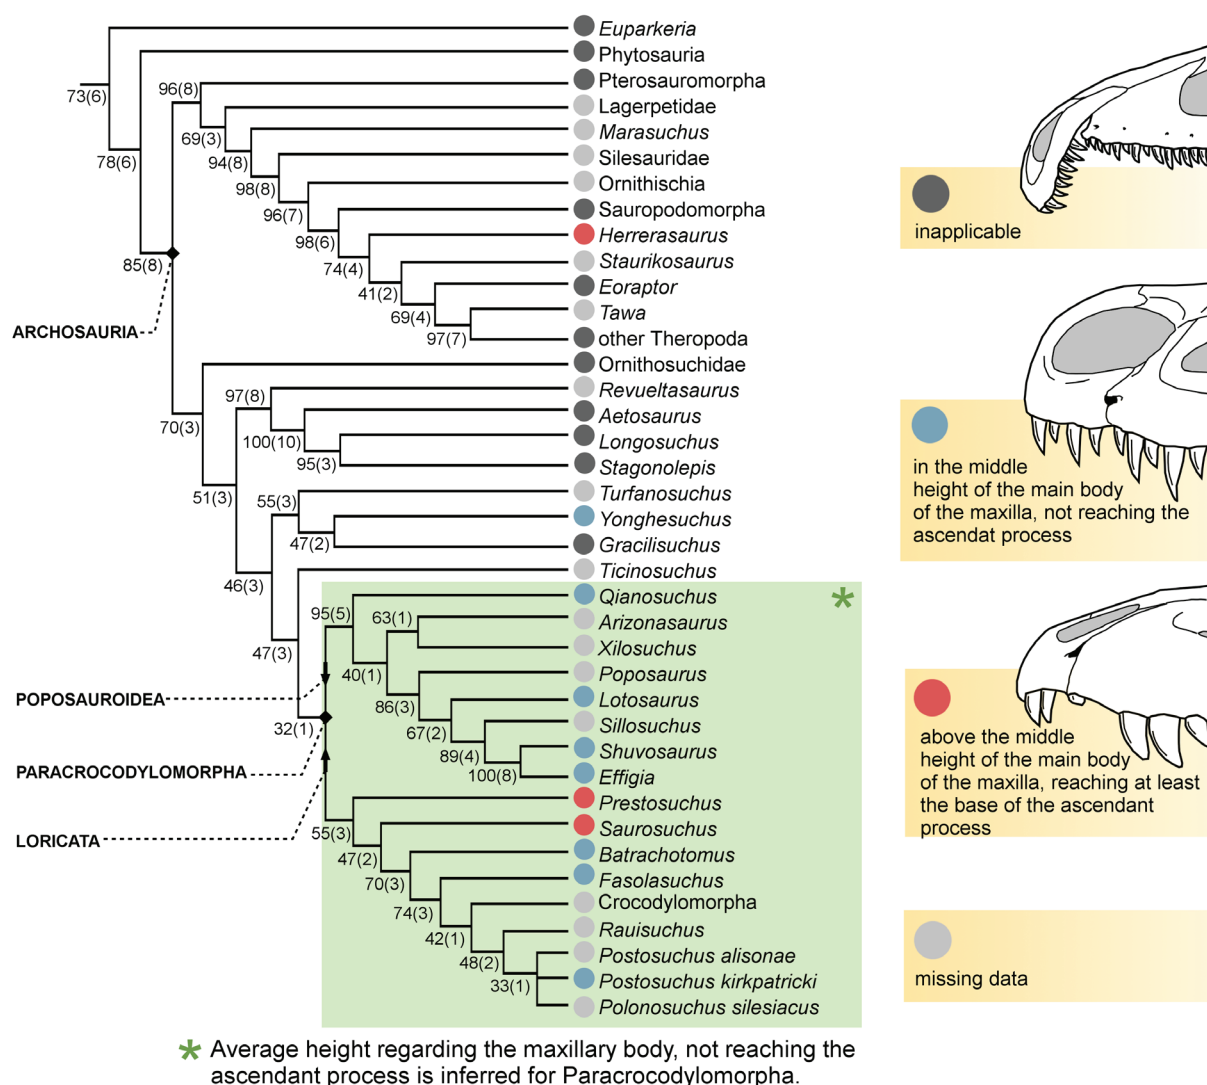 Euparkeria
Phytosauria
73(6)
Pterosauromorpha
96(8)
Lagerpetidae
69(3)
Marasuchus
78(6)
94(8)
Silesauridae
98(8)
Ornithischia
96(7)
Sauropodomorpha
98(6)
Herrerasaurus
85(8)
74(4)
Staurikosaurus
41(2)
Eoraptor
69(4)
Tawa
ARCHOSAURIA
97(7)
other Theropoda
Ornithosuchidae
97(8)
Revueltasaurus
Aetosaurus
70(3)
100(10)
Longosuchus
95(3)
Stagonolepis
51(3)
55(3)
Turfanosuchus
Yonghesuchus
47(2)
Gracilisuchus
46(3)
Ticinosuchus
Qianosuchus
*
95(5)
63(1)
Arizonasaurus
47(3)
Xilosuchus
40(1)
Poposaurus
POPOSAUROIDEA
86(3)
Lotosaurus
32(1)
67(2)
Sillosuchus
89(4)
Shuvosaurus
PARACROCODYLOMORPHA
100(8)
Effigia
Prestosuchus
LORICATA
55(3)
Saurosuchus
47(2)
Batrachotomus
70(3)
Fasolasuchus
74(3)
Crocodylomorpha
42(1)
Rauisuchus
48(2)
Postosuchus alisonae
33(1)
Postosuchus kirkpatricki
Polonosuchus silesiacus
* Average height regarding the maxillary body, not reaching the
ascendant process is inferred for Paracrocodylomorpha.
inapplicable
in the middle
height of the main body
of the maxilla, not reaching the
ascendat process
above the middle
height of the main body
of the maxilla, reaching at least
the base of the ascendant
process
missing data